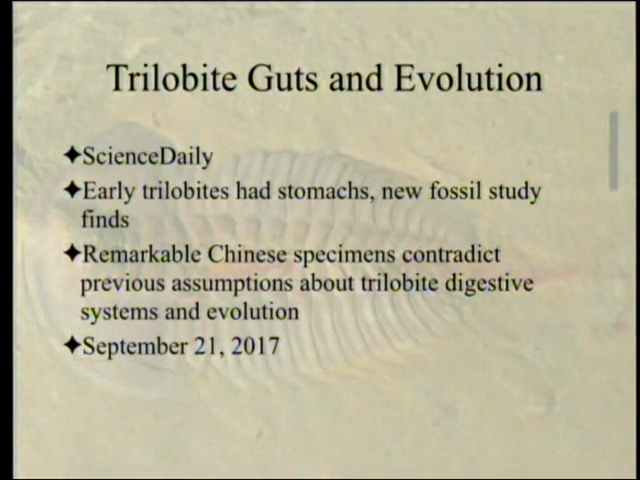 Trilobite Guts and Evolution
✦ScienceDaily
✦Early trilobites had stomachs, new fossil study
finds
✦Remarkable Chinese specimens contradict
previous assumptions about trilobite digestive
systems and evolution
✦September 21, 2017